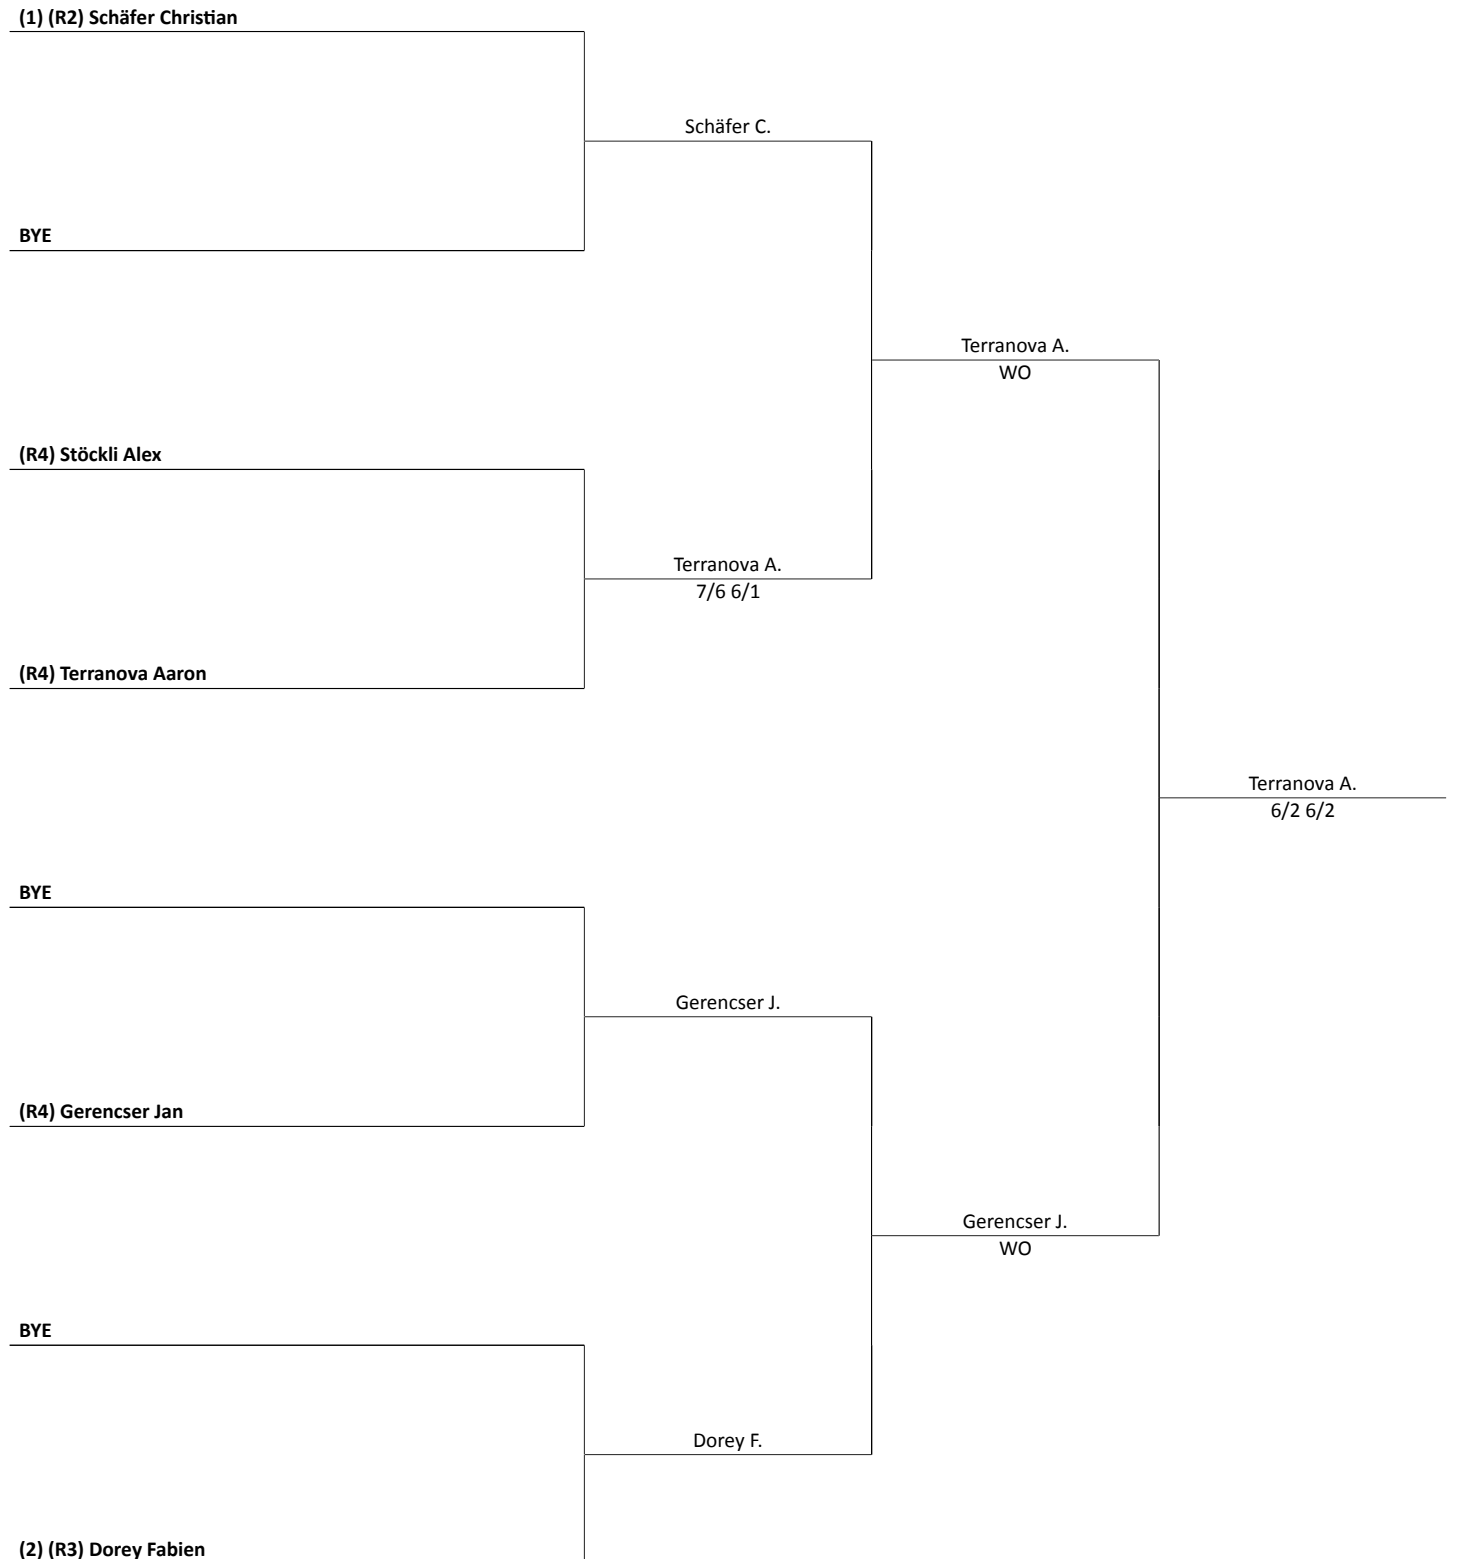 (1) (R2) Schäfer Christian
Schäfer C.
BYE
Terranova A.
WO
(R4) Stöckli Alex
Terranova A.
7/6 6/1
(R4) Terranova Aaron
Terranova A.
6/2 6/2
BYE
Gerencser J.
(R4) Gerencser Jan
Gerencser J.
WO
BYE
Dorey F.
(2) (R3) Dorey Fabien